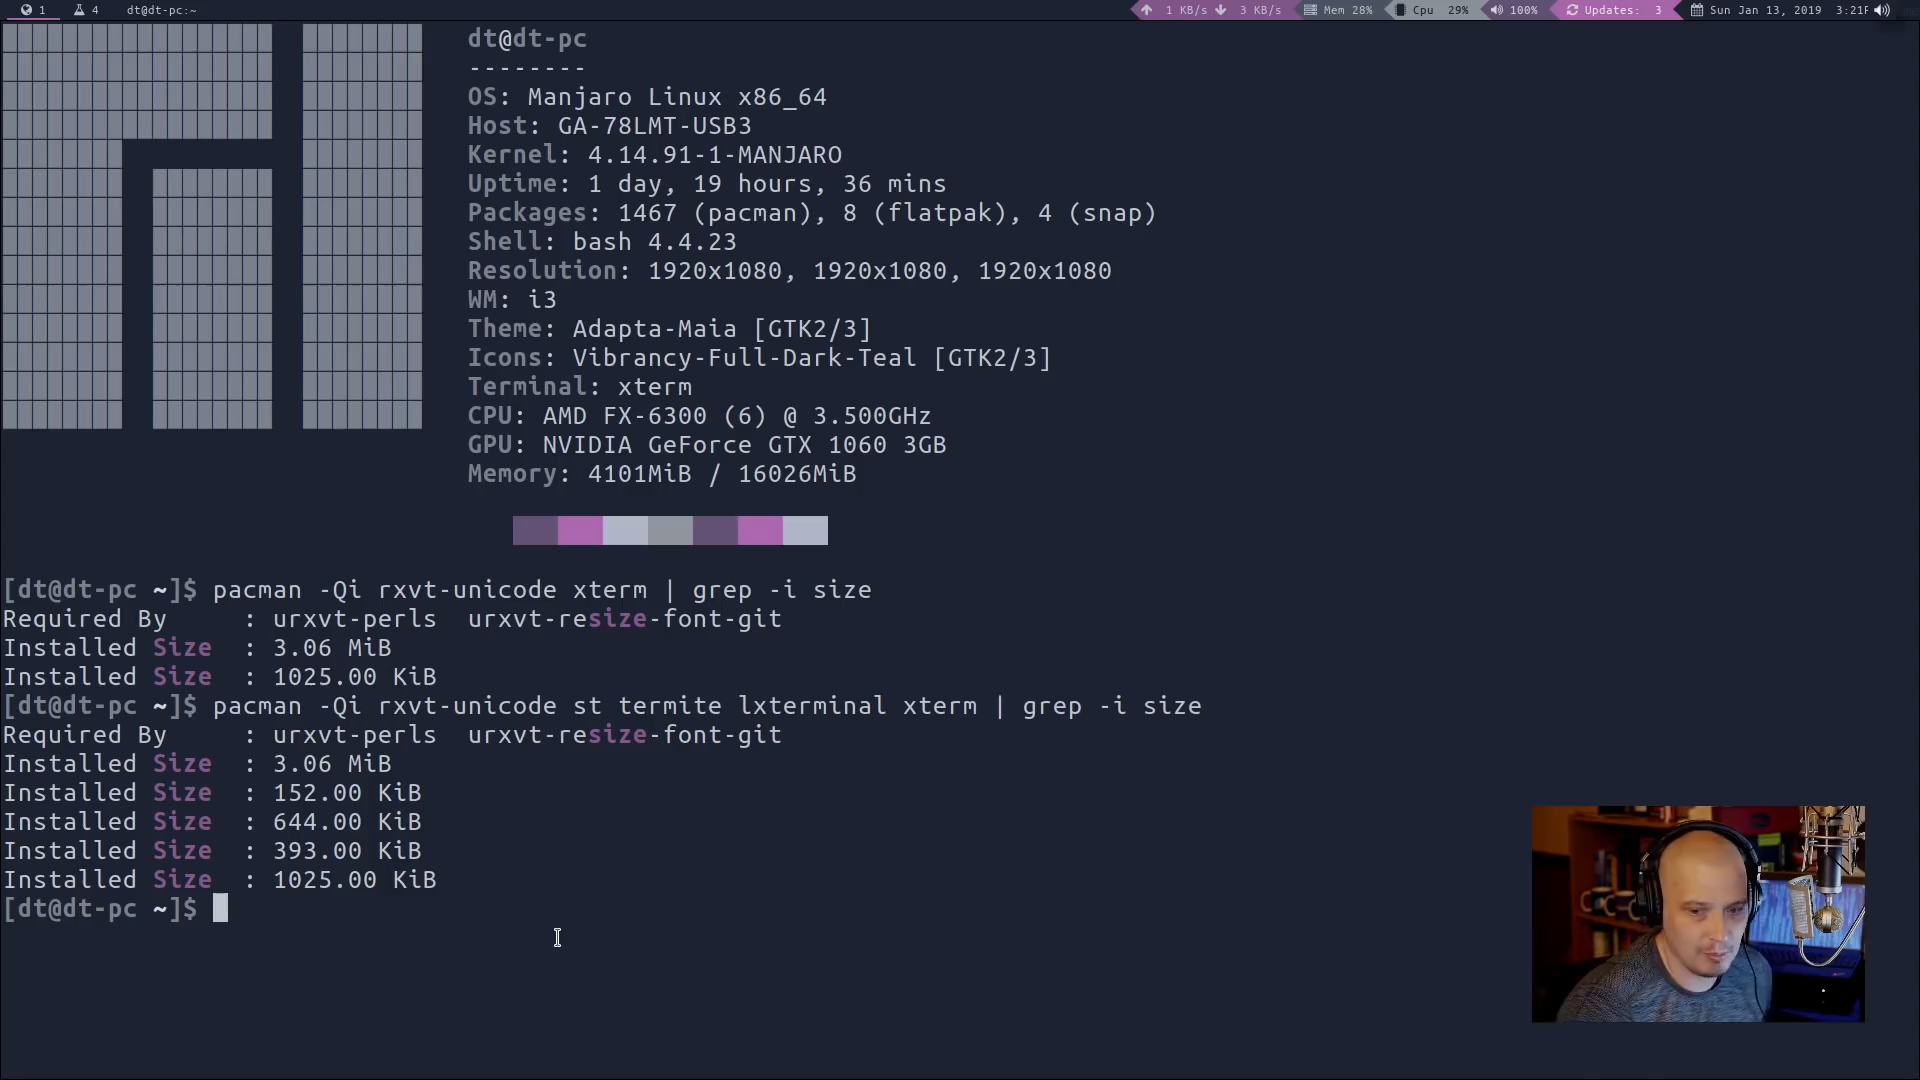 1 4 dt@dt-pc:~ 1 KB/s 3 KB/s Mem 28% Cpu 29% 100% Updates: 3 Sun Jan 13, 2019 3:21P
dt@dt-pc
--------
OS: Manjaro Linux x86_64
Host: GA-78LMT-USB3
Kernel: 4.14.91-1-MANJARO
Uptime: 1 day, 19 hours, 36 mins
Packages: 1467 (pacman), 8 (flatpak), 4 (snap)
Shell: bash 4.4.23
Resolution: 1920x1080, 1920x1080, 1920x1080
WM: i3
Theme: Adapta-Maia [GTK2/3]
Icons: Vibrancy-Full-Dark-Teal [GTK2/3]
Terminal: xterm
CPU: AMD FX-6300 (6) @ 3.500GHz
GPU: NVIDIA GeForce GTX 1060 3GB
Memory: 4101MiB / 16026MiB
[dt@dt-pc ~]$ pacman -Qi rxvt-unicode xterm | grep -i size
Required By     : urxvt-perls  urxvt-resize-font-git
Installed Size  : 3.06 MiB
Installed Size  : 1025.00 KiB
[dt@dt-pc ~]$ pacman -Qi rxvt-unicode st termite lxterminal xterm | grep -i size
Required By     : urxvt-perls  urxvt-resize-font-git
Installed Size  : 3.06 MiB
Installed Size  : 152.00 KiB
Installed Size  : 644.00 KiB
Installed Size  : 393.00 KiB
Installed Size  : 1025.00 KiB
[dt@dt-pc ~]$